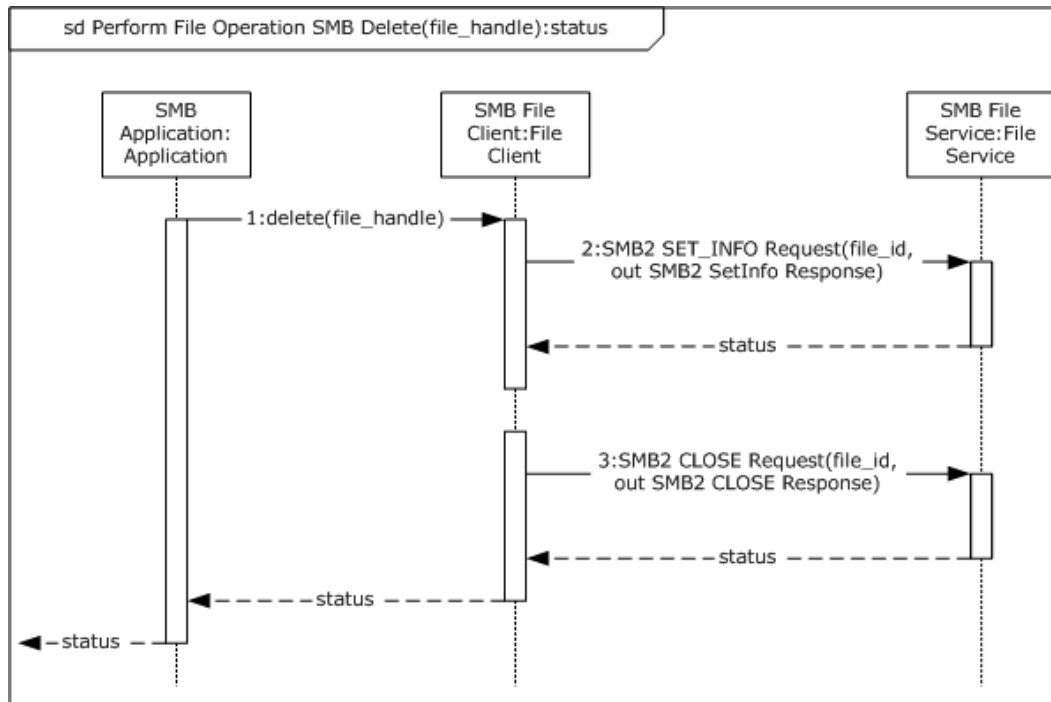 sd Perform File Operation SMB Delete(file_handle):status
SMB
Application:
Application
SMB File
Client:File
Client
SMB File
Service:File
Service
1:delete(file_handle)
2:SMB2 SET_INFO Request(file_id,
out SMB2 SetInfo Response)
status
3:SMB2 CLOSE Request(file_id,
out SMB2 CLOSE Response)
status
status
status